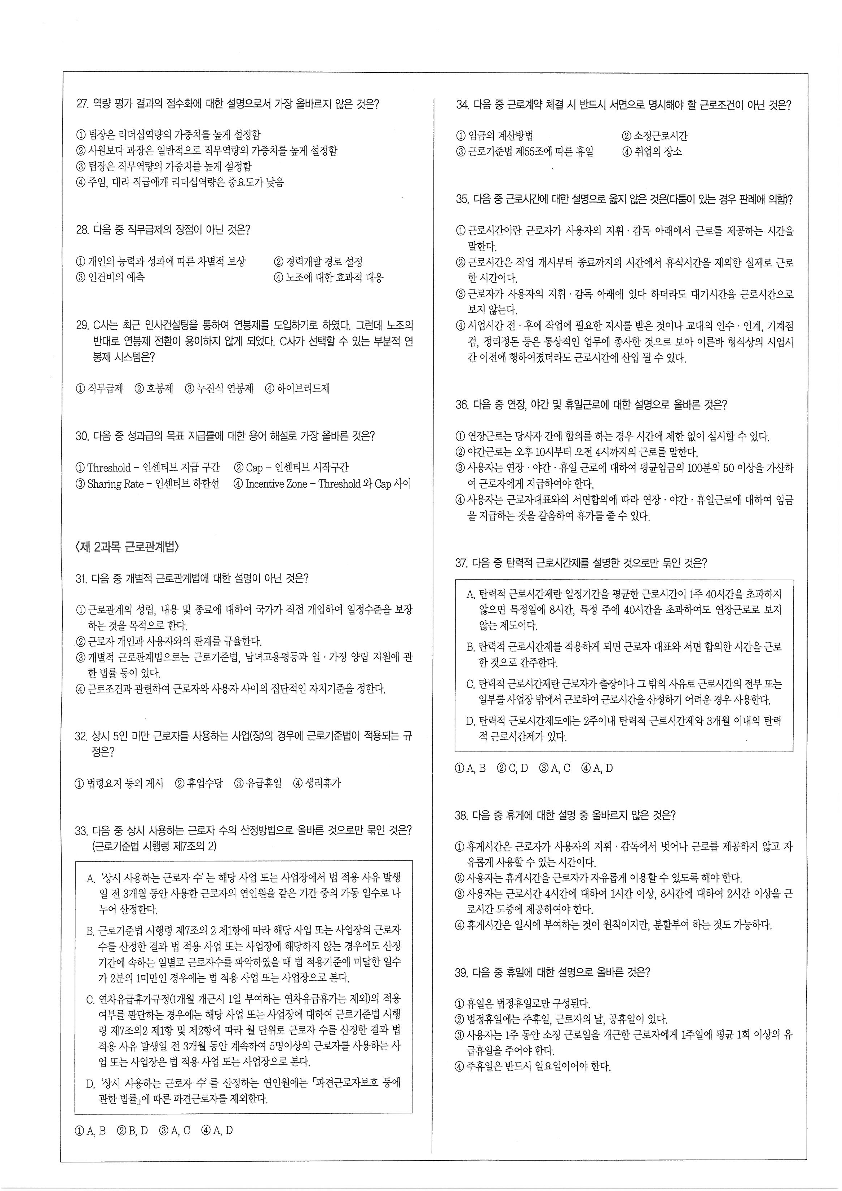 27. 역량 평가 결과의 점수화에 대한 설명으로서 가장 올바르지 않은 것은?
① 팀장은 리더십역량의 가중치를 높게 설정함
② 사원보다 과장은 일반적으로 직무역량의 가중치를 높게 설정함
③ 팀장은 직무역량의 가중치를 높게 설정함
④ 주임, 대리 직급에게 리더십역량은 중요도가 낮음
28. 다음 중 직무급제의 장점이 아닌 것은?
① 개인의 능력과 성과에 따른 차별적 보상 ② 경력개발 경로 설정
③ 인건비의 예측 ④ 노조에 대한 효과적 대응
29. C사는 최근 인사컨설팅을 통하여 연봉제를 도입하기로 하였다. 그런데 노조의
반대로 연봉제 전환이 용이하지 않게 되었다. C사가 선택할 수 있는 부분적 연
봉제 시스템은?
① 직무급제 ② 호봉제 ③ 누진식 연봉제 ④ 하이브리드제
30. 다음 중 성과급의 목표 지급률에 대한 용어 해설로 가장 올바른 것은?
① Threshold - 인센티브 지급 구간 ② Cap - 인센티브 시작구간
③ Sharing Rate - 인센티브 하한선 ④ Incentive Zone - Threshold 와 Cap 사이
〈제 2과목 근로관계법〉
31. 다음 중 개별적 근로관계법에 대한 설명이 아닌 것은?
① 근로관계의 성립, 내용 및 종료에 대하여 국가가 직접 개입하여 일정수준을 보장
하는 것을 목적으로 한다.
② 근로자 개인과 사용자와의 관계를 규율한다.
③ 개별적 근로관계법으로는 근로기준법, 남녀고용평등과 일·가정 양립 지원에 관
한 법률 등이 있다.
④ 근로조건과 관련하여 근로자와 사용자 사이의 집단적인 자치기준을 정한다.
32. 상시 5인 미만 근로자를 사용하는 사업(장)의 경우에 근로기준법이 적용되는 규
정은?
① 법령요지 등의 게시 ② 휴업수당 ③ 유급휴일 ④ 생리휴가
33. 다음 중 상시 사용하는 근로자 수의 산정방법으로 올바른 것으로만 묶인 것은?
(근로기준법 시행령 제7조의 2)
A. '상시 사용하는 근로자 수'는 해당 사업 또는 사업장에서 법 적용 사유 발생
일 전 3개월 동안 사용한 근로자의 연인원을 같은 기간 중의 가동 일수로 나
누어 산정한다.
B. 근로기준법 시행령 제7조의 2 제1항에 따라 해당 사업 또는 사업장의 근로자
수를 산정한 결과 법 적용 사업 또는 사업장에 해당하지 않는 경우에도 산정
기간에 속하는 일별로 근로자수를 파악하였을 때 법 적용기준에 미달한 일수
가 2분의 1미만인 경우에는 법 적용 사업 또는 사업장으로 본다.
C. 연차유급휴가규정(1개월 개근시 1일 부여하는 연차유급휴가는 제외)의 적용
여부를 판단하는 경우에는 해당 사업 또는 사업장에 대하여 근로기준법 시행
령 제7조의2 제1항 및 제2항에 따라 월 단위로 근로자 수를 산정한 결과 법
적용 사유 발생일 전 3개월 동안 계속하여 5명이상의 근로자를 사용하는 사
업 또는 사업장은 법 적용 사업 또는 사업장으로 본다.
D. '상시 사용하는 근로자 수'를 산정하는 연인원에는 「파견근로자보호 등에
관한 법률」에 따른 파견근로자를 제외한다.
① A, B ② B, D ③ A, C ④ A, D
34. 다음 중 근로계약 체결 시 반드시 서면으로 명시해야 할 근로조건이 아닌 것은?
① 임금의 계산방법 ② 소정근로시간
③ 근로기준법 제55조에 따른 휴일 ④ 취업의 장소
35. 다음 중 근로시간에 대한 설명으로 옳지 않은 것은(다툼이 있는 경우 판례에 의함)?
① 근로시간이란 근로자가 사용자의 지휘·감독 아래에서 근로를 제공하는 시간을
말한다.
② 근로시간은 작업 개시부터 종료까지의 시간에서 휴식시간을 제외한 실제로 근로
한 시간이다.
③ 근로자가 사용자의 지휘·감독 아래에 있다 하더라도 대기시간을 근로시간으로
보지 않는다.
④ 시업시간 전·후에 작업에 필요한 지시를 받은 것이나 교대의 인수·인계, 기계점
검, 정리정돈 등은 통상적인 업무에 종사한 것으로 보아 이른바 형식상의 시업시
간 이전에 행하여졌더라도 근로시간에 산입 될 수 있다.
36. 다음 중 연장, 야간 및 휴일근로에 대한 설명으로 올바른 것은?
① 연장근로는 당사자 간에 합의를 하는 경우 시간에 제한 없이 실시할 수 있다.
② 야간근로는 오후 10시부터 오전 4시까지의 근로를 말한다.
③ 사용자는 연장·야간·휴일 근로에 대하여 평균임금의 100분의 50 이상을 가산하
여 근로자에게 지급하여야 한다.
④ 사용자는 근로자대표와의 서면합의에 따라 연장·야간·휴일근로에 대하여 임금
을 지급하는 것을 갈음하여 휴가를 줄 수 있다.
37. 다음 중 탄력적 근로시간제를 설명한 것으로만 묶인 것은?
A. 탄력적 근로시간제란 일정기간을 평균한 근로시간이 1주 40시간을 초과하지
않으면 특정일에 8시간, 특정 주에 40시간을 초과하여도 연장근로로 보지
않는 제도이다.
B. 탄력적 근로시간제를 적용하게 되면 근로자 대표와 서면 합의한 시간을 근로
한 것으로 간주한다.
C. 탄력적 근로시간제란 근로자가 출장이나 그 밖의 사유로 근로시간의 전부 또는
일부를 사업장 밖에서 근로하여 근로시간을 산정하기 어려운 경우 사용한다.
D. 탄력적 근로시간제도에는 2주이내 탄력적 근로시간제와 3개월 이내의 탄력
적 근로시간제가 있다.
① A, B ② C, D ③ A, C ④ A, D
38. 다음 중 휴게에 대한 설명 중 올바르지 않은 것은?
① 휴게시간은 근로자가 사용자의 지휘·감독에서 벗어나 근로를 제공하지 않고 자
유롭게 사용할 수 있는 시간이다.
② 사용자는 휴게시간을 근로자가 자유롭게 이용할 수 있도록 해야 한다.
③ 사용자는 근로시간 4시간에 대하여 1시간 이상, 8시간에 대하여 2시간 이상을 근
로시간 도중에 제공하여야 한다.
④ 휴게시간은 일시에 부여하는 것이 원칙이지만, 분할부여 하는 것도 가능하다.
39. 다음 중 휴일에 대한 설명으로 올바른 것은?
① 휴일은 법정휴일로만 구성된다.
② 법정휴일에는 주휴일, 근로자의 날, 공휴일이 있다.
③ 사용자는 1주 동안 소정 근로일을 개근한 근로자에게 1주일에 평균 1회 이상의 유
급휴일을 주어야 한다.
④ 주휴일은 반드시 일요일이어야 한다.